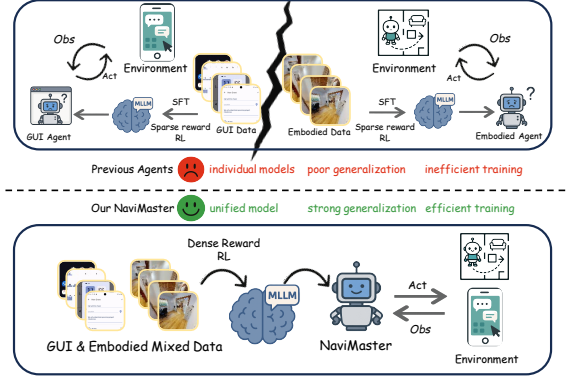 Obs
Act
Environment
MLLM
SFT
Sparse reward
RL
GUI Agent
GUI Data
?
Environment
Obs
Act
MLLM
SFT
Sparse reward
RL
Embodied Data
Embodied Agent
?
Previous Agents individual models poor generalization inefficient training
Our NaviMaster unified model strong generalization efficient training
Dense Reward
RL
MLLM
GUI & Embodied Mixed Data
NaviMaster
Act
Obs
Environment